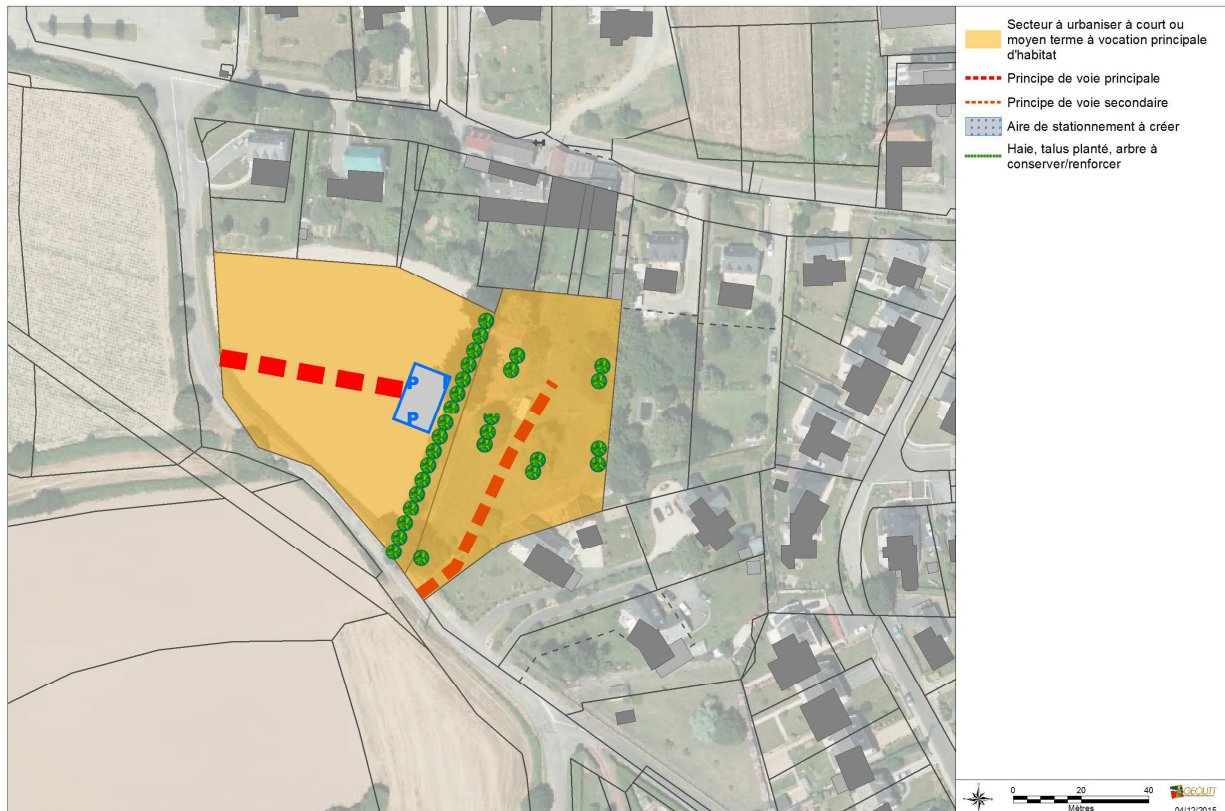 Secteur à urbaniser à court ou
moyen terme à vocation principale
d'habitat
Principe de voie principale
Principe de voie secondaire
Aire de stationnement à créer
Haie, talus planté, arbre à
conserver/renforcer
P
P
0 20 40
Mètres
GEOLITT
04/12/2015